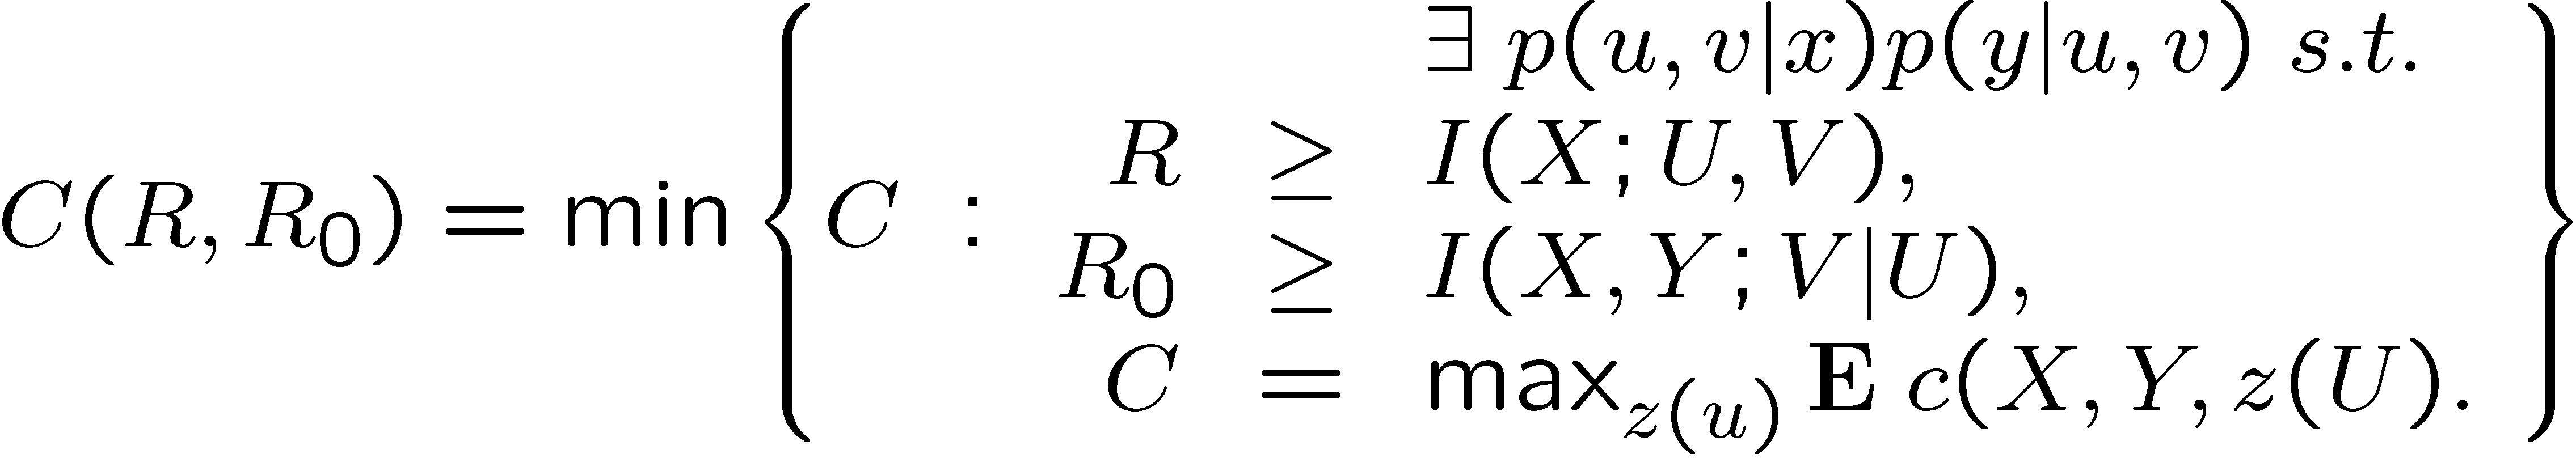 ∃ p(u, v|x)p(y|u, v) s.t.
R ≥ I(X; U, V),
C(R, R₀) = min { C :
R₀ ≥ I(X, Y; V|U),
C = max_{z(u)} E c(X, Y, z(U). }